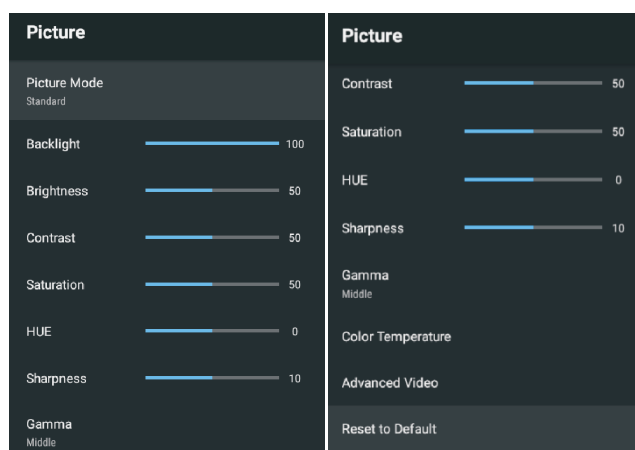 Picture
Picture Mode
Standard
Backlight 100
Brightness 50
Contrast 50
Saturation 50
HUE 0
Sharpness 10
Gamma
Middle
Picture
Contrast 50
Saturation 50
HUE 0
Sharpness 10
Gamma
Middle
Color Temperature
Advanced Video
Reset to Default